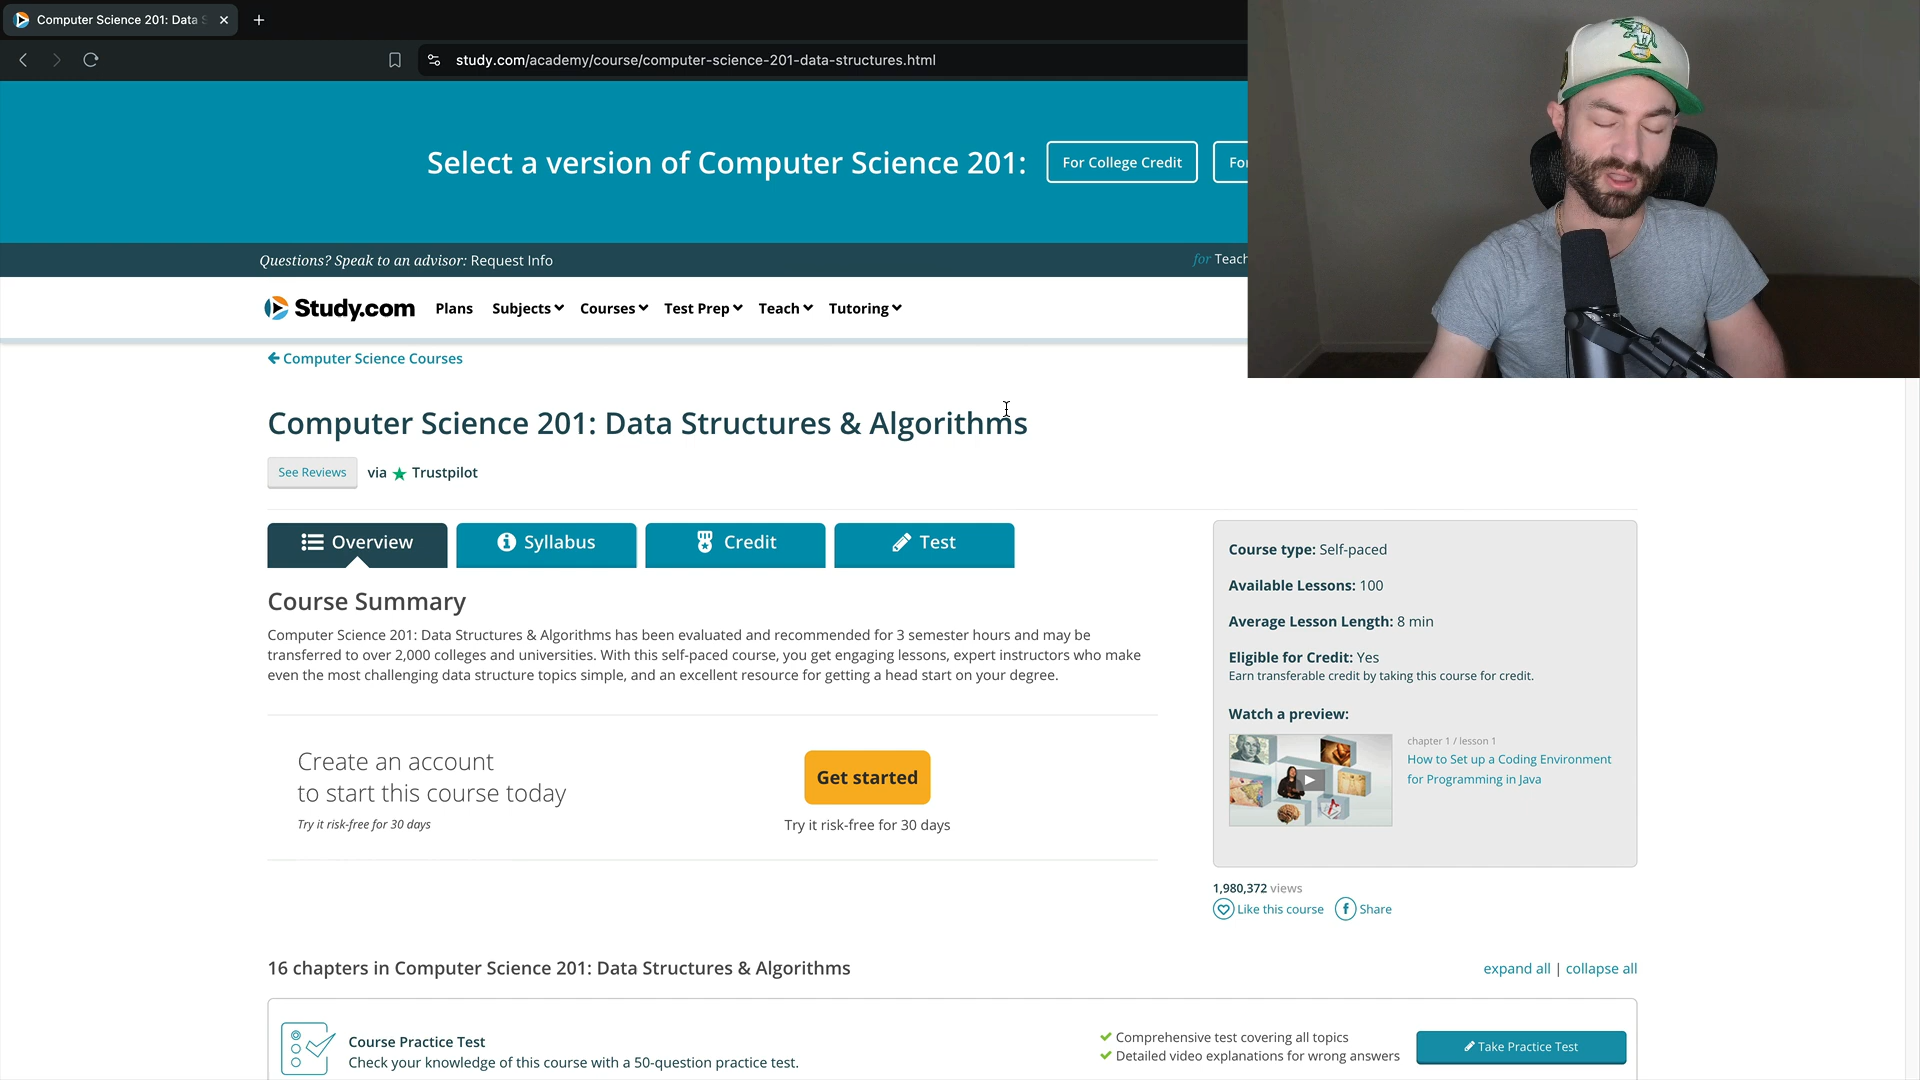 Computer Science 201: Data S
study.com/academy/course/computer-science-201-data-structures.html
Select a version of Computer Science 201:
For College Credit
Fo
Questions? Speak to an advisor: Request Info
for Teach
Study.com
Plans
Subjects
Courses
Test Prep
Teach
Tutoring
Computer Science Courses
Computer Science 201: Data Structures & Algorithms
See Reviews
via ★ Trustpilot
Overview
Syllabus
Credit
Test
Course Summary
Computer Science 201: Data Structures & Algorithms has been evaluated and recommended for 3 semester hours and may be
transferred to over 2,000 colleges and universities. With this self-paced course, you get engaging lessons, expert instructors who make
even the most challenging data structure topics simple, and an excellent resource for getting a head start on your degree.
Create an account
to start this course today
Try it risk-free for 30 days
Get started
Try it risk-free for 30 days
Course type: Self-paced
Available Lessons: 100
Average Lesson Length: 8 min
Eligible for Credit: Yes
Earn transferable credit by taking this course for credit.
Watch a preview:
chapter 1 / lesson 1
How to Set up a Coding Environment
for Programming in Java
1,980,372 views
Like this course
Share
16 chapters in Computer Science 201: Data Structures & Algorithms
expand all | collapse all
Course Practice Test
Check your knowledge of this course with a 50-question practice test.
Comprehensive test covering all topics
Detailed video explanations for wrong answers
Take Practice Test